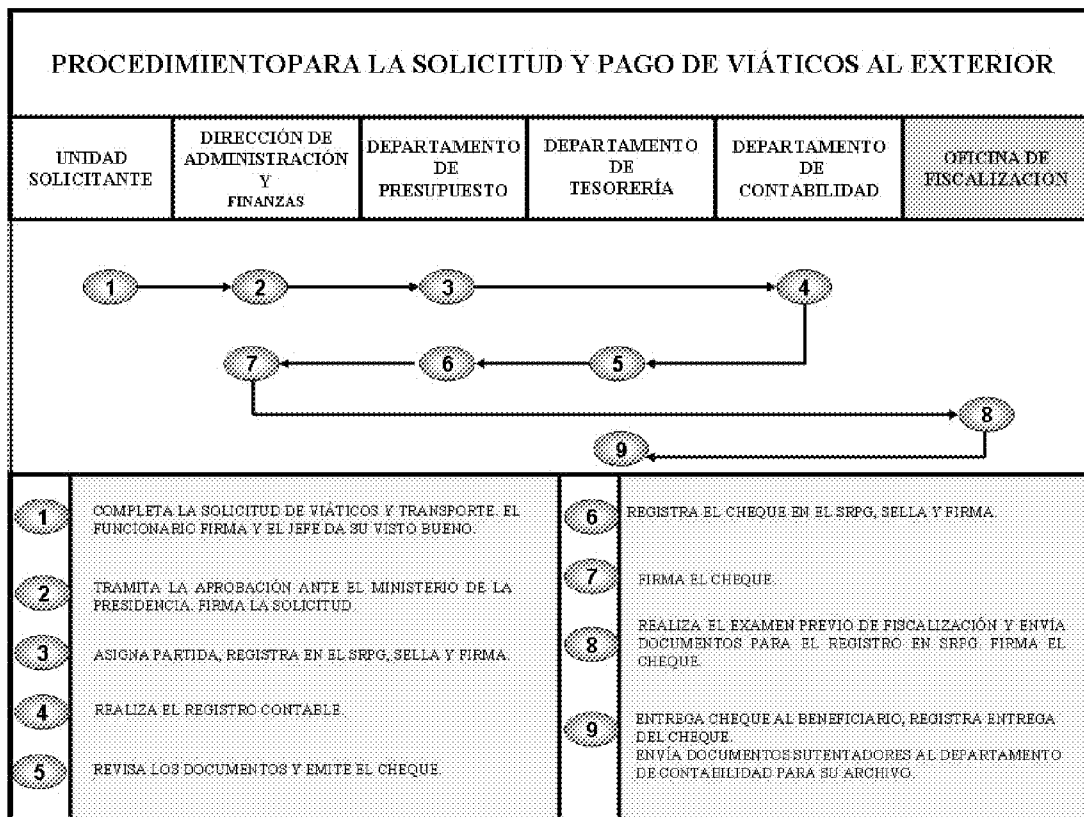 PROCEDIMIENTOPARA LA SOLICITUD Y PAGO DE VIÁTICOS AL EXTERIOR
UNIDAD
SOLICITANTE
DIRECCIÓN DE
ADMINISTRACIÓN
Y
FINANZAS
DEPARTAMENTO
DE
PRESUPUESTO
DEPARTAMENTO
DE
TESORERÍA
DEPARTAMENTO
DE
CONTABILIDAD
OFICINA DE
FISCALIZACION
1
2
3
4
7
6
5
8
9
1
COMPLETA LA SOLICITUD DE VIÁTICOS Y TRANSPORTE. EL
FUNCIONARIO FIRMA Y EL JEFE DA SU VISTO BUENO.
2
TRAMITA LA APROBACIÓN ANTE EL MINISTERIO DE LA
PRESIDENCIA. FIRMA LA SOLICITUD.
3
ASIGNA PARTIDA, REGISTRA EN EL SRPG, SELLA Y FIRMA.
4
REALIZA EL REGISTRO CONTABLE.
5
REVISA LOS DOCUMENTOS Y EMITE EL CHEQUE.
6
REGISTRA EL CHEQUE EN EL SRPG, SELLA Y FIRMA.
7
FIRMA EL CHEQUE.
8
REALIZA EL EXAMEN PREVIO DE FISCALIZACIÓN Y ENVÍA
DOCUMENTOS PARA EL REGISTRO EN SRPG. FIRMA EL
CHEQUE.
9
ENTREGA CHEQUE AL BENEFICIARIO, REGISTRA ENTREGA
DEL CHEQUE.
ENVÍA DOCUMENTOS SUTENTADORES AL DEPARTAMENTO
DE CONTABILIDAD PARA SU ARCHIVO.